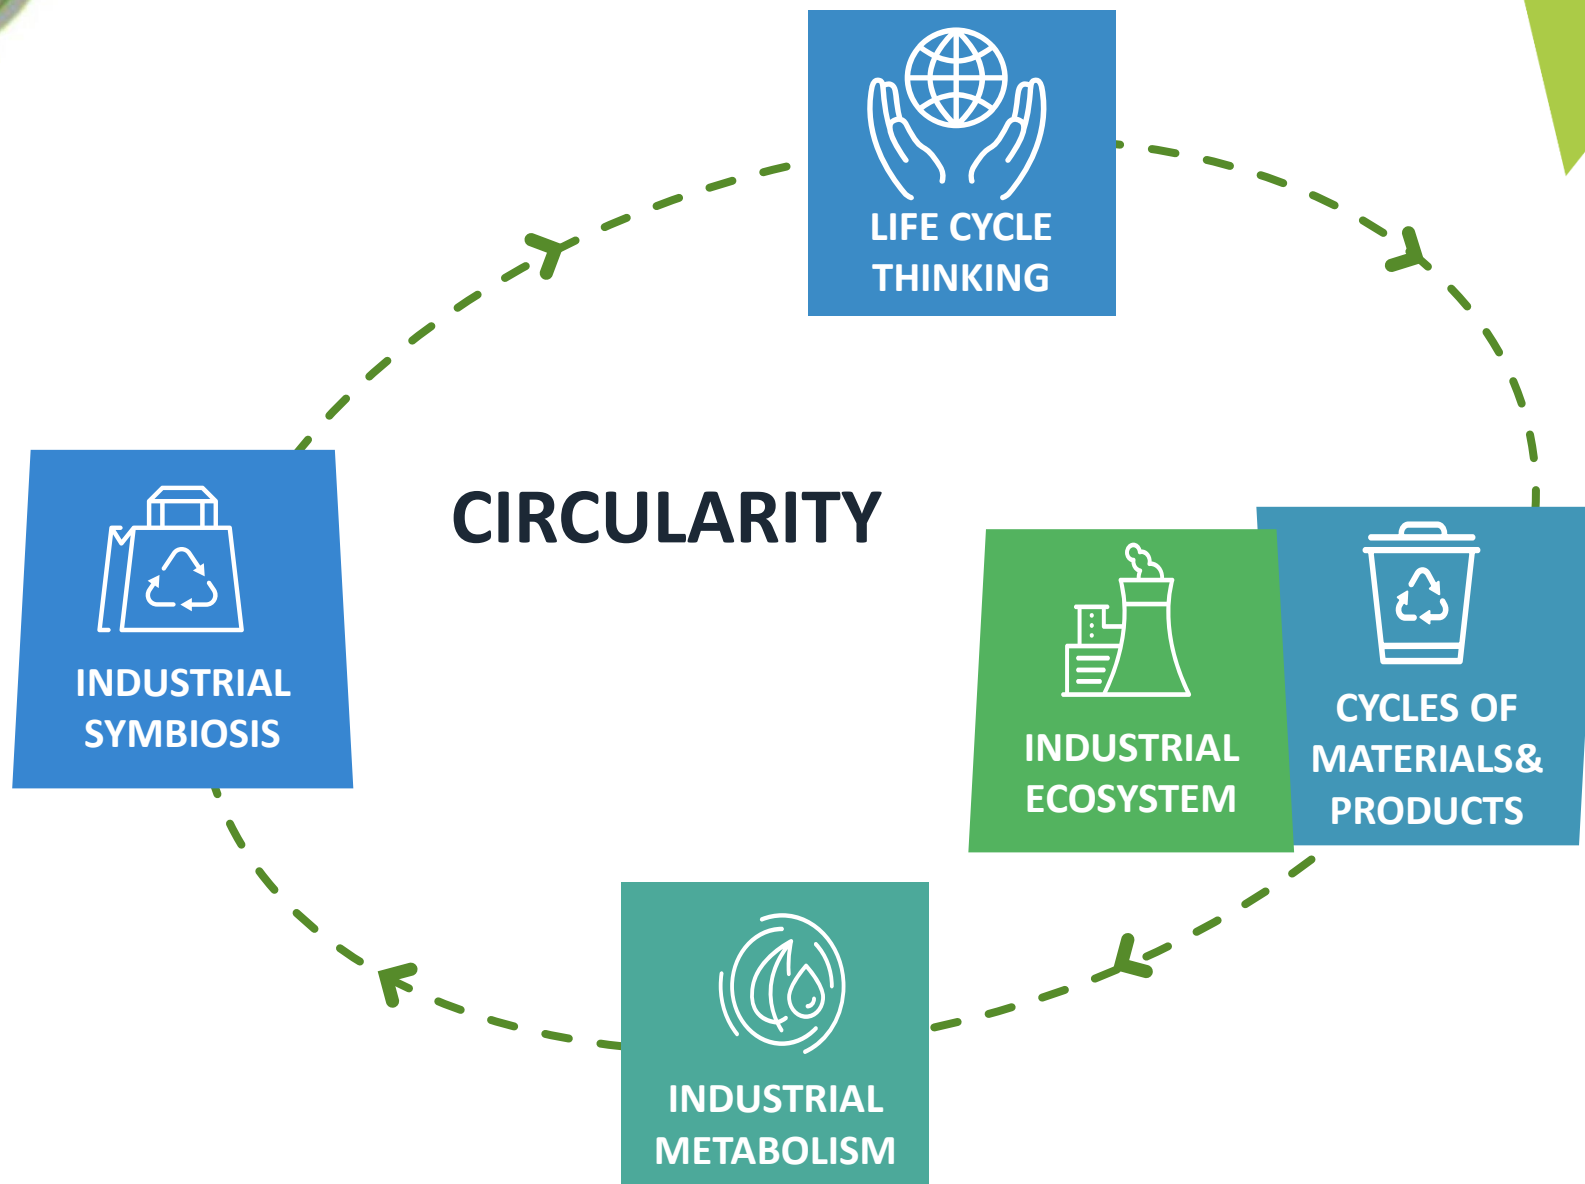 LIFE CYCLE
THINKING
CIRCULARITY
INDUSTRIAL
SYMBIOSIS
INDUSTRIAL
ECOSYSTEM
CYCLES OF
MATERIALS&
PRODUCTS
INDUSTRIAL
METABOLISM